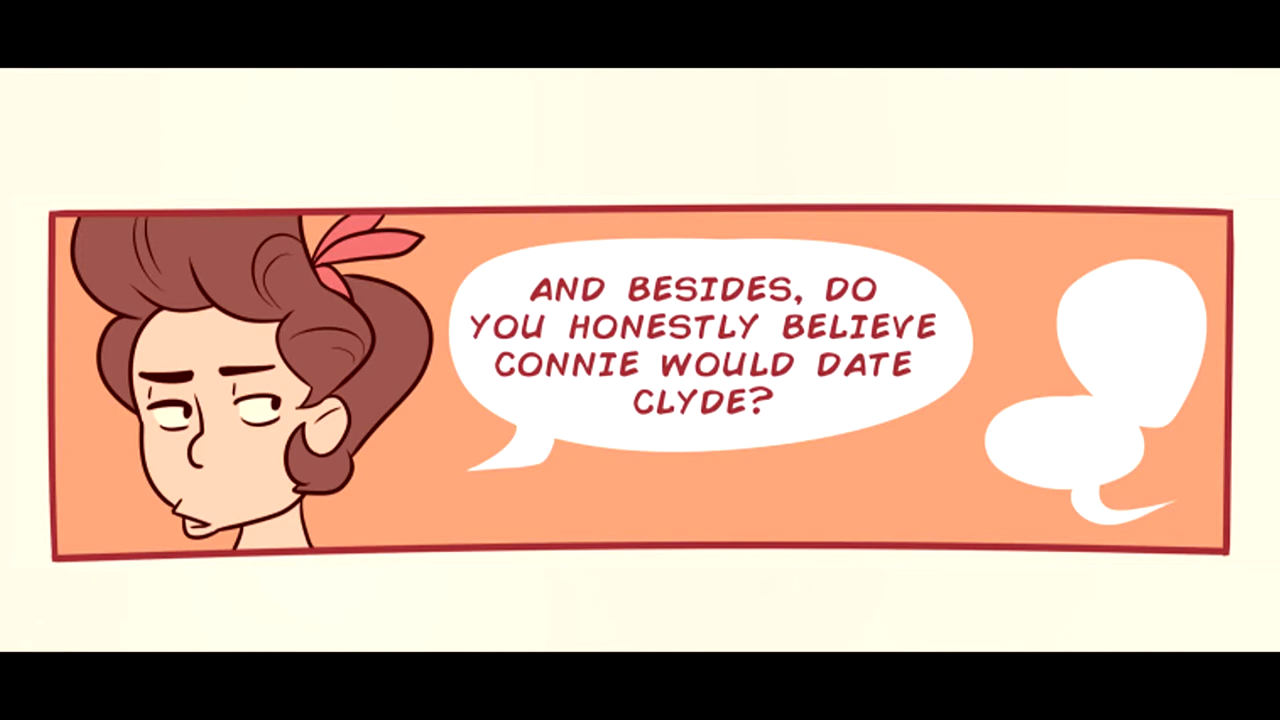 AND BESIDES, DO
YOU HONESTLY BELIEVE
CONNIE WOULD DATE
CLYDE?